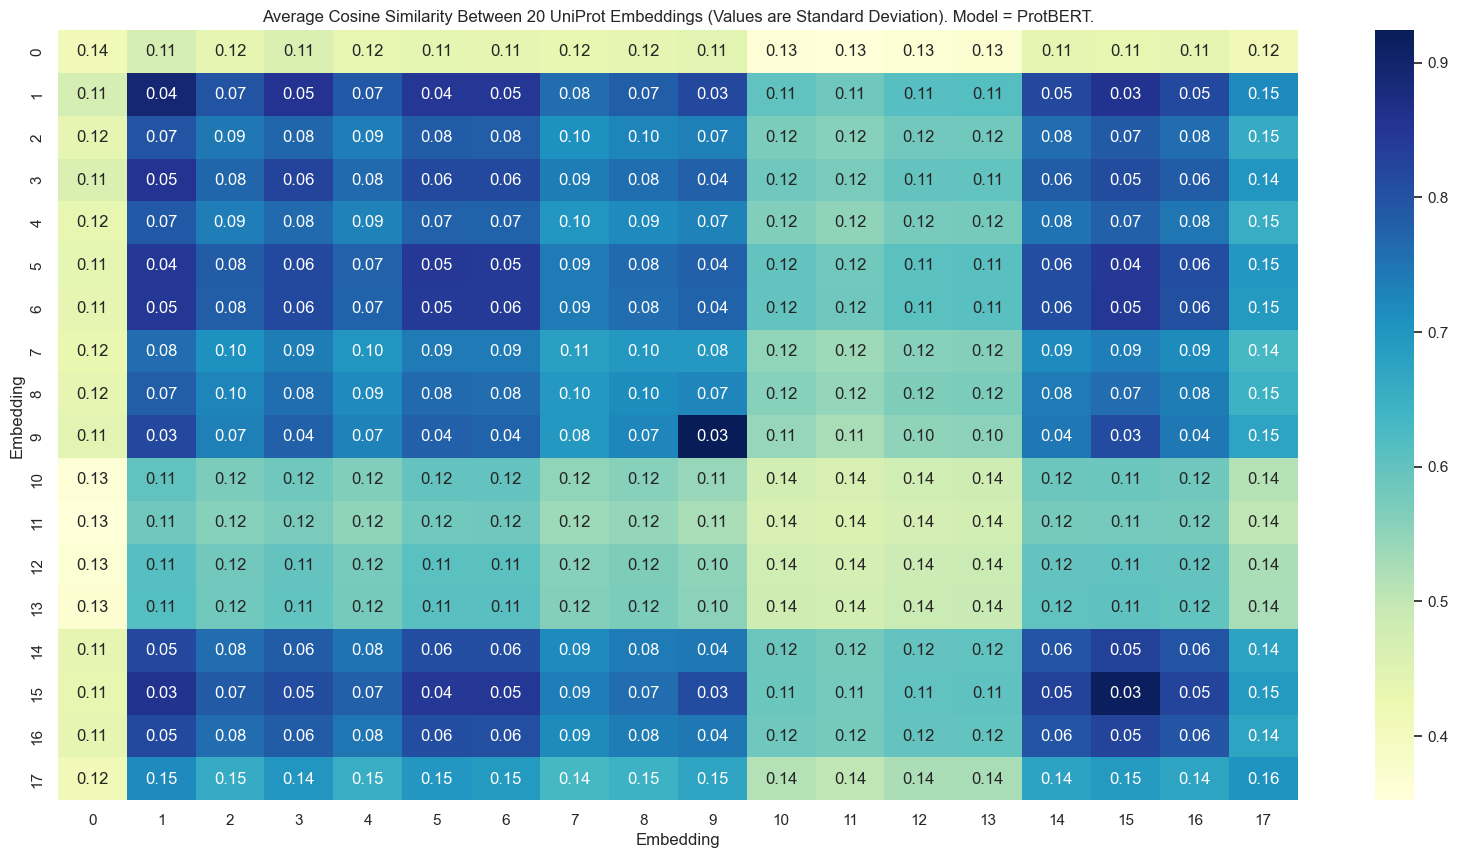 Average Cosine Similarity Between 20 UniProt Embeddings (Values are Standard Deviation). Model = ProtBERT.
0 0.14 0.11 0.12 0.11 0.12 0.11 0.11 0.12 0.12 0.11 0.13 0.13 0.13 0.13 0.11 0.11 0.11 0.12
1 0.11 0.04 0.07 0.05 0.07 0.04 0.05 0.08 0.07 0.03 0.11 0.11 0.11 0.11 0.05 0.03 0.05 0.15
2 0.12 0.07 0.09 0.08 0.09 0.08 0.08 0.10 0.10 0.07 0.12 0.12 0.12 0.12 0.08 0.07 0.08 0.15
3 0.11 0.05 0.08 0.06 0.08 0.06 0.06 0.09 0.08 0.04 0.12 0.12 0.11 0.11 0.06 0.05 0.06 0.14
4 0.12 0.07 0.09 0.08 0.09 0.07 0.07 0.10 0.09 0.07 0.12 0.12 0.12 0.12 0.08 0.07 0.08 0.15
5 0.11 0.04 0.08 0.06 0.07 0.05 0.05 0.09 0.08 0.04 0.12 0.12 0.11 0.11 0.06 0.04 0.06 0.15
6 0.11 0.05 0.08 0.06 0.07 0.05 0.06 0.09 0.08 0.04 0.12 0.12 0.11 0.11 0.06 0.05 0.06 0.15
7 0.12 0.08 0.10 0.09 0.10 0.09 0.09 0.11 0.10 0.08 0.12 0.12 0.12 0.12 0.09 0.09 0.09 0.14
8 0.12 0.07 0.10 0.08 0.09 0.08 0.08 0.10 0.10 0.07 0.12 0.12 0.12 0.12 0.08 0.07 0.08 0.15
9 0.11 0.03 0.07 0.04 0.07 0.04 0.04 0.08 0.07 0.03 0.11 0.11 0.10 0.10 0.04 0.03 0.04 0.15
10 0.13 0.11 0.12 0.12 0.12 0.12 0.12 0.12 0.12 0.11 0.14 0.14 0.14 0.14 0.12 0.11 0.12 0.14
11 0.13 0.11 0.12 0.12 0.12 0.12 0.12 0.12 0.12 0.11 0.14 0.14 0.14 0.14 0.12 0.11 0.12 0.14
12 0.13 0.11 0.12 0.11 0.12 0.11 0.11 0.12 0.12 0.10 0.14 0.14 0.14 0.14 0.12 0.11 0.12 0.14
13 0.13 0.11 0.12 0.11 0.12 0.11 0.11 0.12 0.12 0.10 0.14 0.14 0.14 0.14 0.12 0.11 0.12 0.14
14 0.11 0.05 0.08 0.06 0.08 0.06 0.06 0.09 0.08 0.04 0.12 0.12 0.12 0.12 0.06 0.05 0.06 0.14
15 0.11 0.03 0.07 0.05 0.07 0.04 0.05 0.09 0.07 0.03 0.11 0.11 0.11 0.11 0.05 0.03 0.05 0.15
16 0.11 0.05 0.08 0.06 0.08 0.06 0.06 0.09 0.08 0.04 0.12 0.12 0.12 0.12 0.06 0.05 0.06 0.14
17 0.12 0.15 0.15 0.14 0.15 0.15 0.15 0.14 0.15 0.15 0.14 0.14 0.14 0.14 0.14 0.15 0.14 0.16
0 1 2 3 4 5 6 7 8 9 10 11 12 13 14 15 16 17
Embedding
Embedding
0.9
0.8
0.7
0.6
0.5
0.4